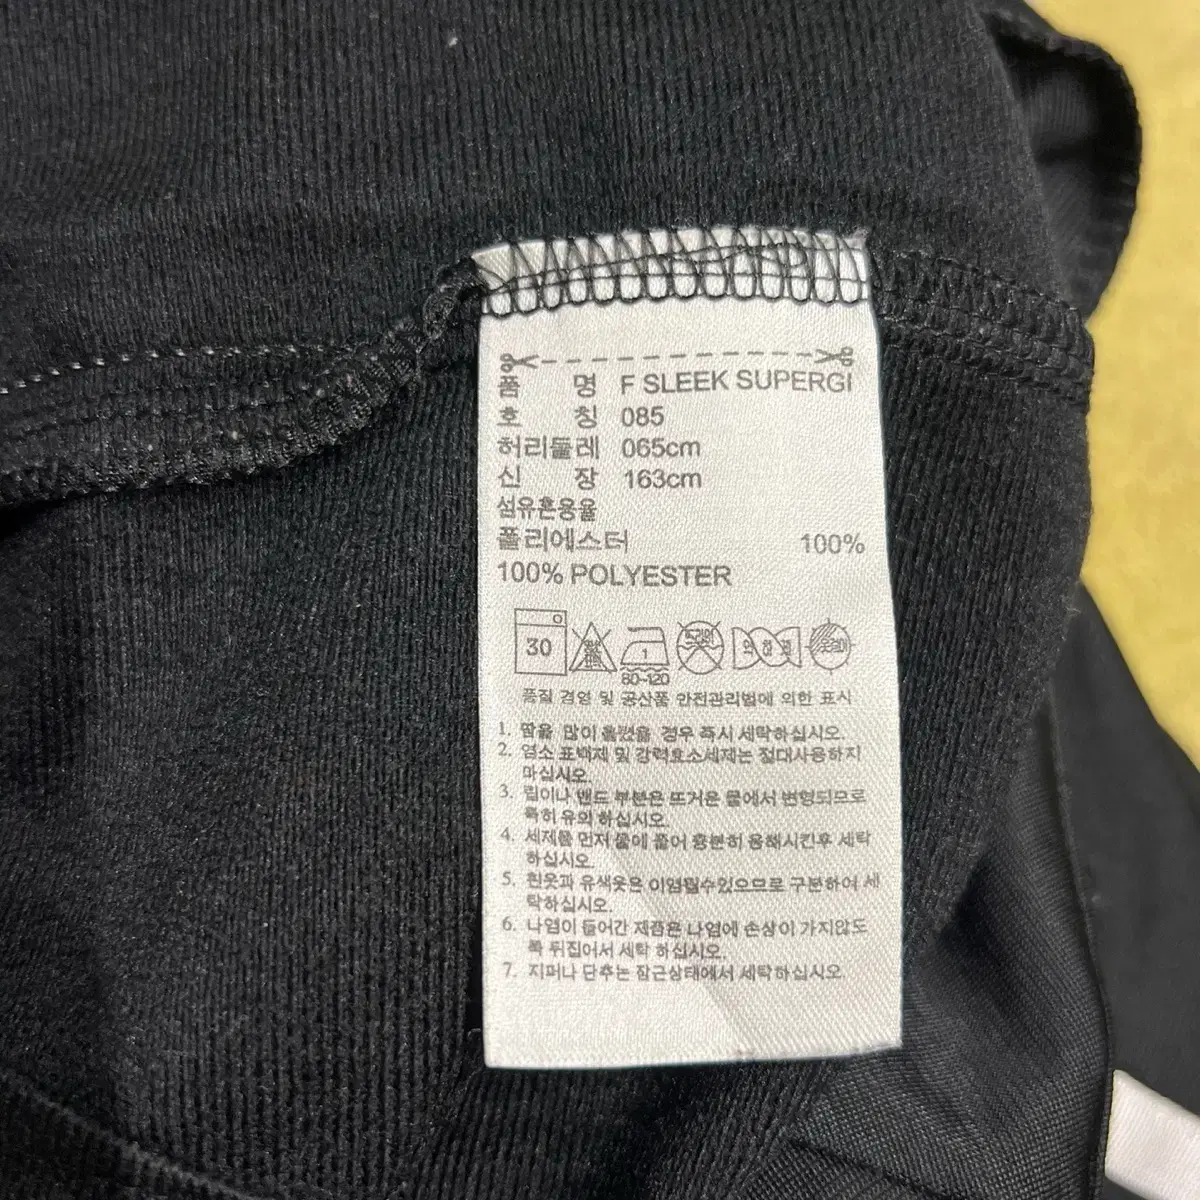 품 명 F SLEEK SUPERGI
호 칭 085
허리둘레 065cm
신 장 163cm
섬유혼용율
폴리에스터 100%
100% POLYESTER
30
1
80~120
품질 경영 및 공산품 안전관리법에 의한 표시
1. 땀을 많이 흘렸을 경우 즉시 세탁하십시오.
2. 염소 표백제 및 강력효소세제는 절대사용하지
마십시오.
3. 립이나 밴드 부분은 뜨거운 물에서 변형되므로
특히 유의 하십시오.
4. 세제를 먼저 물에 풀어 충분히 용해시킨후 세탁
하십시오.
5. 흰옷과 유색옷은 이염될수있으므로 구분하여 세
탁하십시오.
6. 나염이 들어간 제품은 나염에 손상이 가지않도
록 뒤집어서 세탁 하십시오.
7. 지퍼나 단추는 잠근상태에서 세탁하십시오.